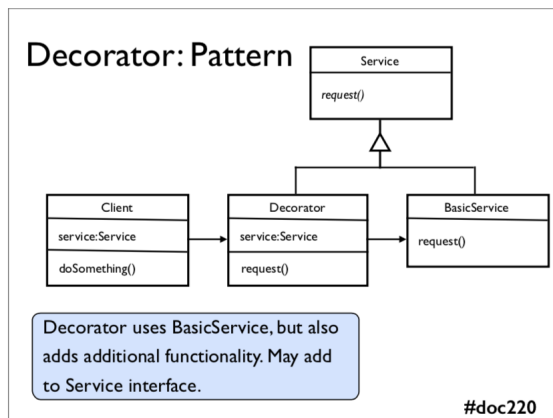 Decorator: Pattern
Service
request()
Client
service:Service
doSomething()
Decorator
service:Service
request()
BasicService
request()
Decorator uses BasicService, but also
adds additional functionality. May add
to Service interface.
#doc220